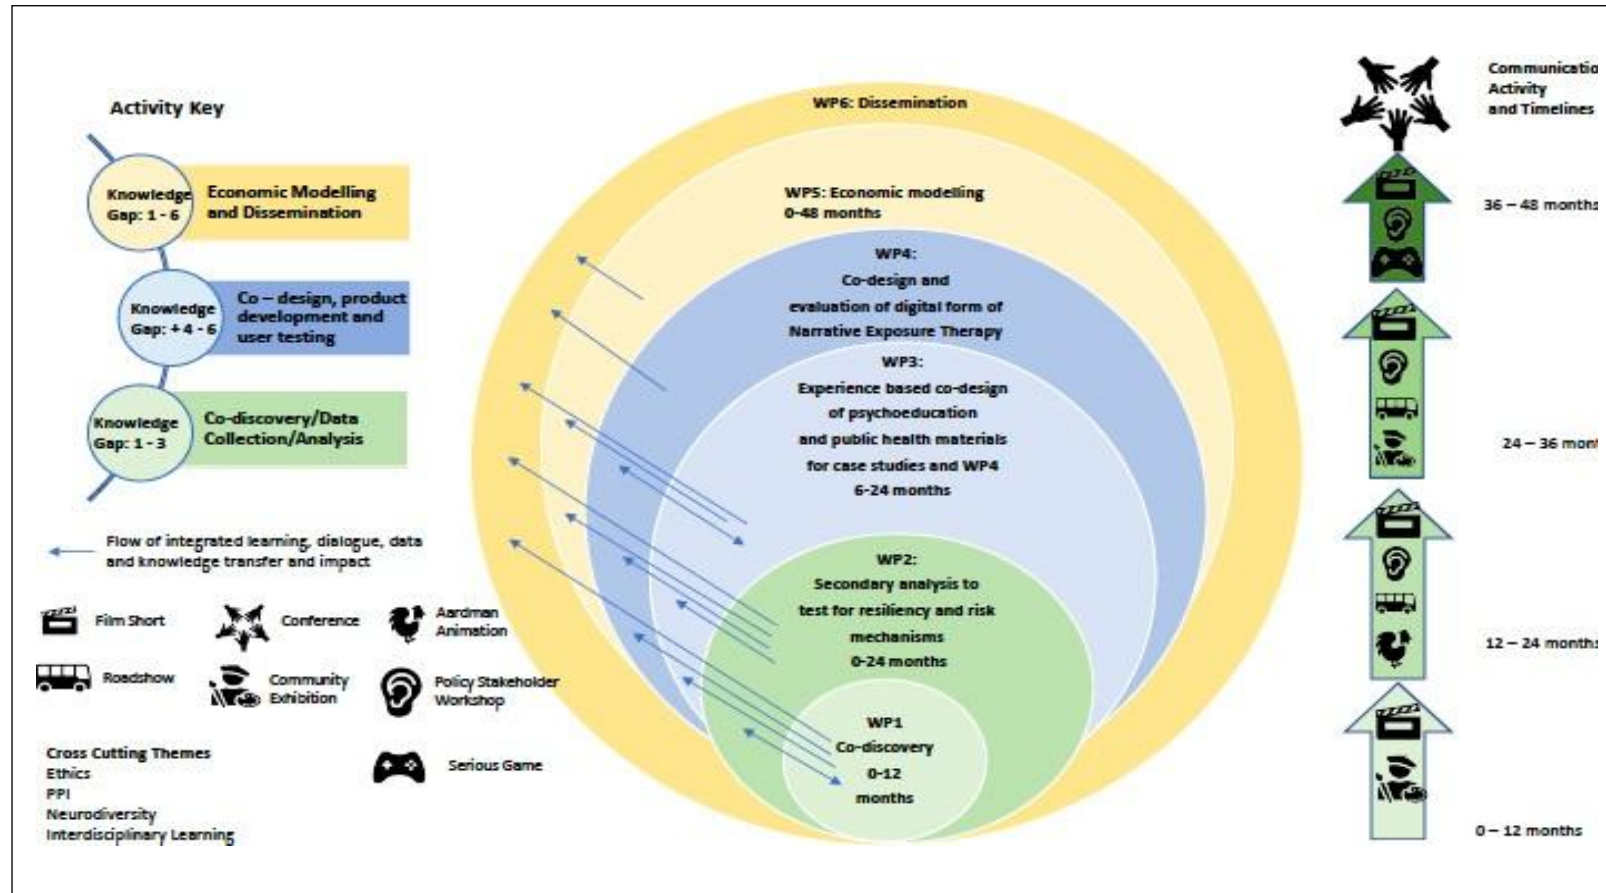 Activity Key
Knowledge
Gap: 1 - 6
Economic Modelling
and Dissemination
Knowledge
Gap: + 4 - 6
Co – design, product
development and
user testing
Knowledge
Gap: 1 - 3
Co-discovery/Data
Collection/Analysis
Flow of integrated learning, dialogue, data
and knowledge transfer and impact
Film Short
Conference
Aardman
Animation
Roadshow
Community
Exhibition
Policy Stakeholder
Workshop
Serious Game
Cross Cutting Themes
Ethics
PPI
Neurodiversity
Interdisciplinary Learning
WP6: Dissemination
WP5: Economic modelling
0-48 months
WP4:
Co-design and
evaluation of digital form of
Narrative Exposure Therapy
WP3:
Experience based co-design
of psychoeducation
and public health materials
for case studies and WP4
6-24 months
WP2:
Secondary analysis to
test for resiliency and risk
mechanisms
0-24 months
WP1
Co-discovery
0-12
months
Communicatio
Activity
and Timelines
36 – 48 months
24 – 36 mont
12 – 24 months
0 – 12 months